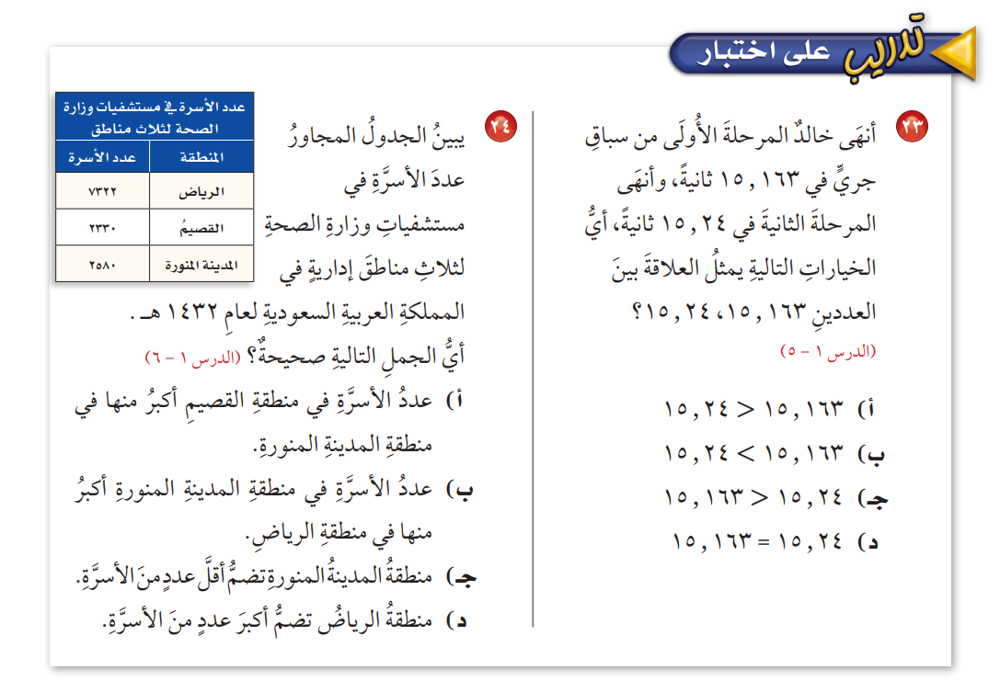 تدريب على اختبار
٢٣
أنهَى خالدٌ المرحلةَ الأُولَى من سباقِ
جريٍّ في ١٥,١٦٣ ثانيةً، وأنهَى
المرحلةَ الثانيةَ في ١٥,٢٤ ثانيةً، أيُّ
الخياراتِ التاليةِ يمثلُ العلاقةَ بينَ
العددينِ ١٥,١٦٣، ١٥,٢٤؟
(الدرس ١ – ٥)
أ) ١٥,١٦٣ < ١٥,٢٤
ب) ١٥,١٦٣ > ١٥,٢٤
جـ) ١٥,٢٤ < ١٥,١٦٣
د) ١٥,٢٤ = ١٥,١٦٣
٢٤
يبينُ الجدولُ المجاورُ
عددَ الأسرَّةِ في
مستشفياتِ وزارةِ الصحةِ
لثلاثِ مناطقَ إداريةٍ في
المملكةِ العربيةِ السعوديةِ لعامِ ١٤٣٢ هـ .
أيُّ الجملِ التاليةِ صحيحةٌ؟ (الدرس ١ – ٦)
عدد الأسرة في مستشفيات وزارة
الصحة لثلاث مناطق
المنطقة عدد الأسرة
الرياض ٧٣٢٢
القصيمُ ٢٣٣٠
المدينة المنورة ٢٥٨٠
أ) عددُ الأسرَّةِ في منطقةِ القصيمِ أكبرُ منها في
منطقةِ المدينةِ المنورةِ.
ب) عددُ الأسرَّةِ في منطقةِ المدينةِ المنورةِ أكبرُ
منها في منطقةِ الرياضِ.
جـ) منطقةُ المدينةُ المنورةِ تضمُّ أقلَّ عددٍ منَ الأسرَّةِ.
د) منطقةُ الرياضُ تضمُّ أكبرَ عددٍ منَ الأسرَّةِ.